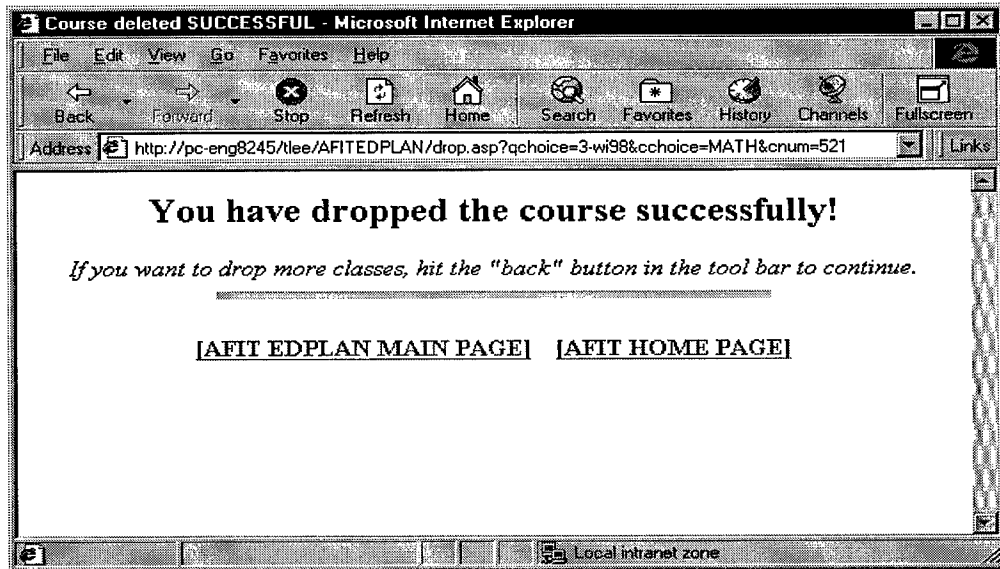 Course deleted SUCCESSFUL - Microsoft Internet Explorer
File Edit View Go Favorites Help
Back Forward Stop Refresh Home Search Favorites History Channels Fullscreen
Address http://pc-eng8245/tlee/AFITEDPLAN/drop.asp?qchoice=3-wi98&cchoice=MATH&cnum=521 Links
You have dropped the course successfully!
If you want to drop more classes, hit the "back" button in the tool bar to continue.
[AFIT EDPLAN MAIN PAGE] [AFIT HOME PAGE]
Local intranet zone